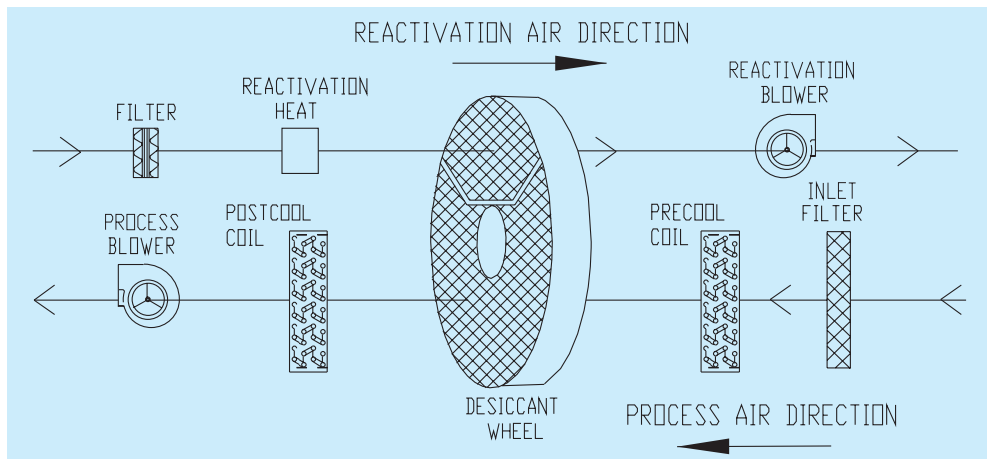 REACTIVATION AIR DIRECTION
REACTIVATION
BLOWER
REACTIVATION
HEAT
FILTER
INLET
FILTER
PROCESS
BLOWER
POSTCOOL
COIL
PRECOOL
COIL
DESICCANT
WHEEL
PROCESS AIR DIRECTION